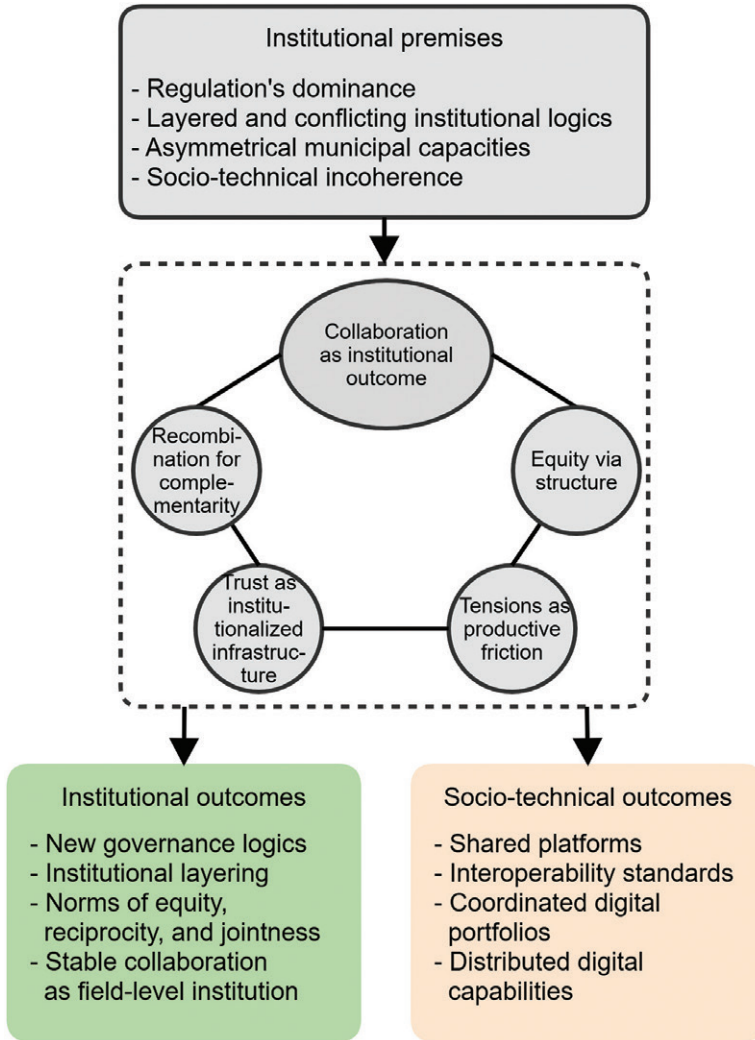 Institutional premises
- Regulation's dominance
- Layered and conflicting institutional logics
- Asymmetrical municipal capacities
- Socio-technical incoherence
Collaboration
as institutional
outcome
Recombi-
nation for
comple-
mentarity
Equity via
structure
Trust as
institu-
tionalized
infrastruc-
ture
Tensions as
productive
friction
Institutional outcomes
- New governance logics
- Institutional layering
- Norms of equity,
reciprocity, and jointness
- Stable collaboration
as field-level institution
Socio-technical outcomes
- Shared platforms
- Interoperability standards
- Coordinated digital
portfolios
- Distributed digital
capabilities